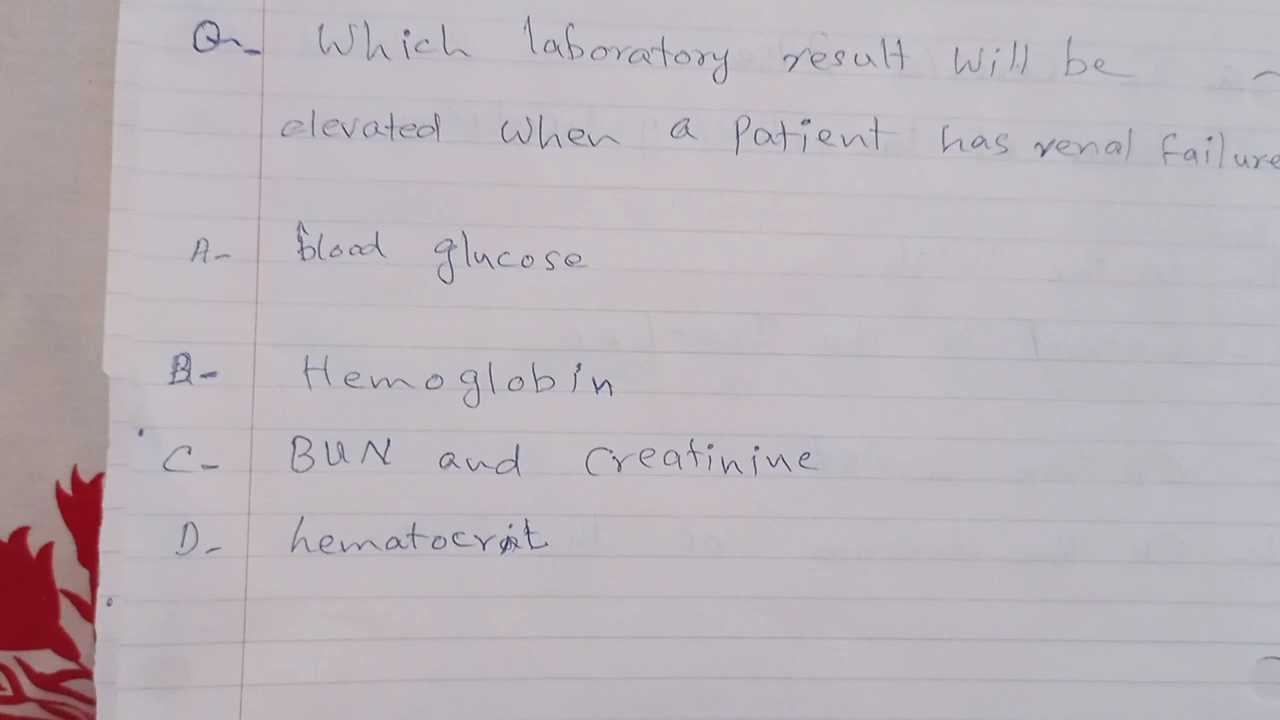 Q- Which laboratory result will be
elevated when a patient has renal failure
A- blood glucose
B- Hemoglobin
C- BUN and creatinine
D- hematocrit